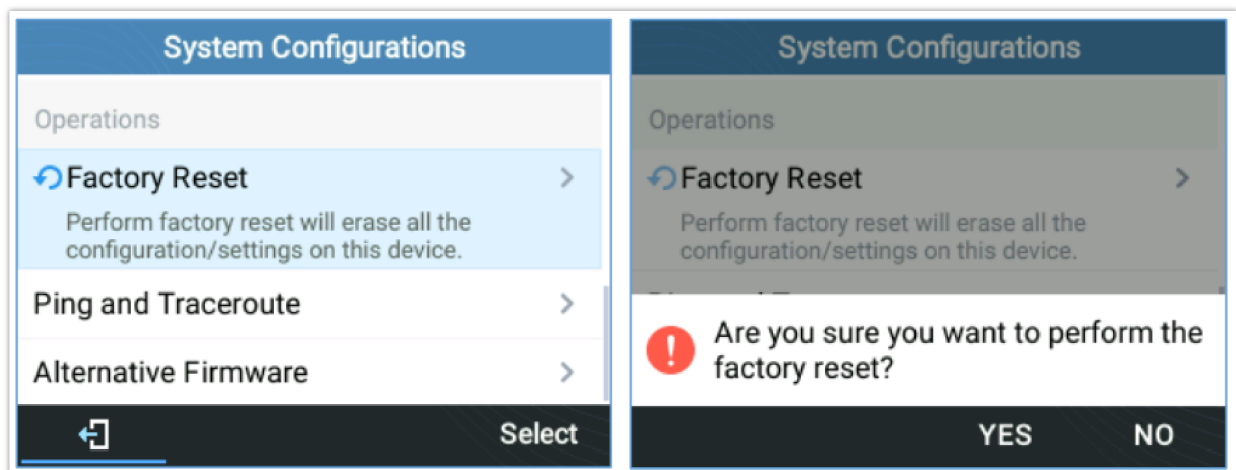 System Configurations
Operations
Factory Reset
Perform factory reset will erase all the
configuration/settings on this device.
Ping and Traceroute
Alternative Firmware
Select
System Configurations
Operations
Factory Reset
Perform factory reset will erase all the
configuration/settings on this device.
Are you sure you want to perform the
factory reset?
YES NO